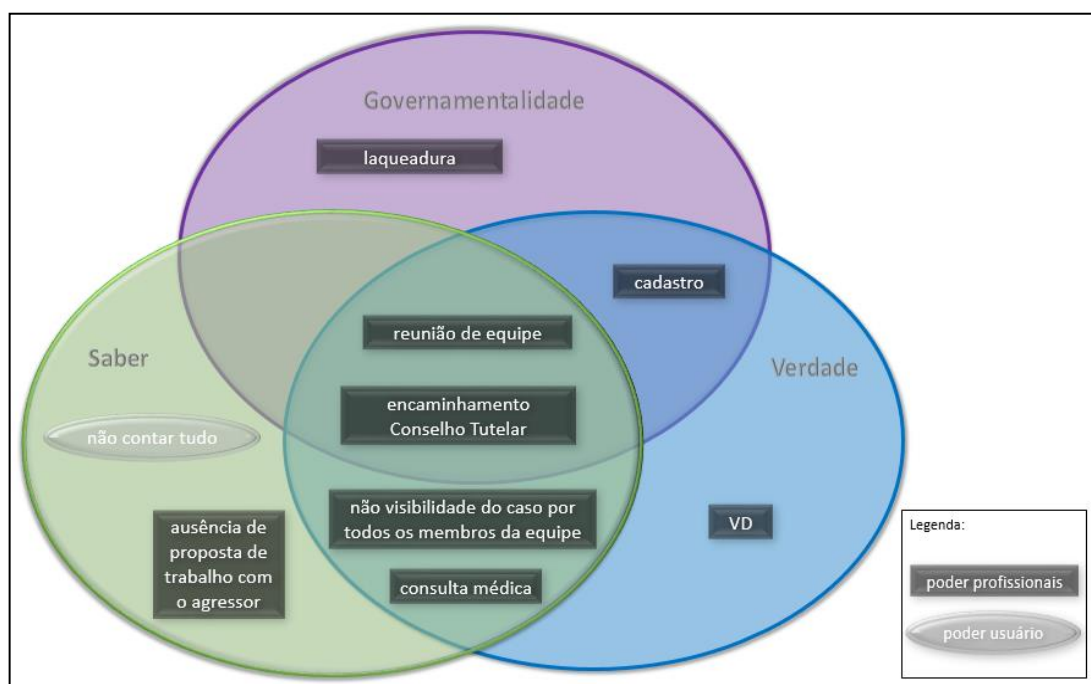 Governamentalidade
laqueadura
cadastro
reunião de equipe
Saber
Verdade
encaminhamento
Conselho Tutelar
não contar tudo
não visibilidade do caso por
todos os membros da equipe
VD
ausência de
proposta de
trabalho com
o agressor
consulta médica
Legenda:
poder profissionais
poder usuário